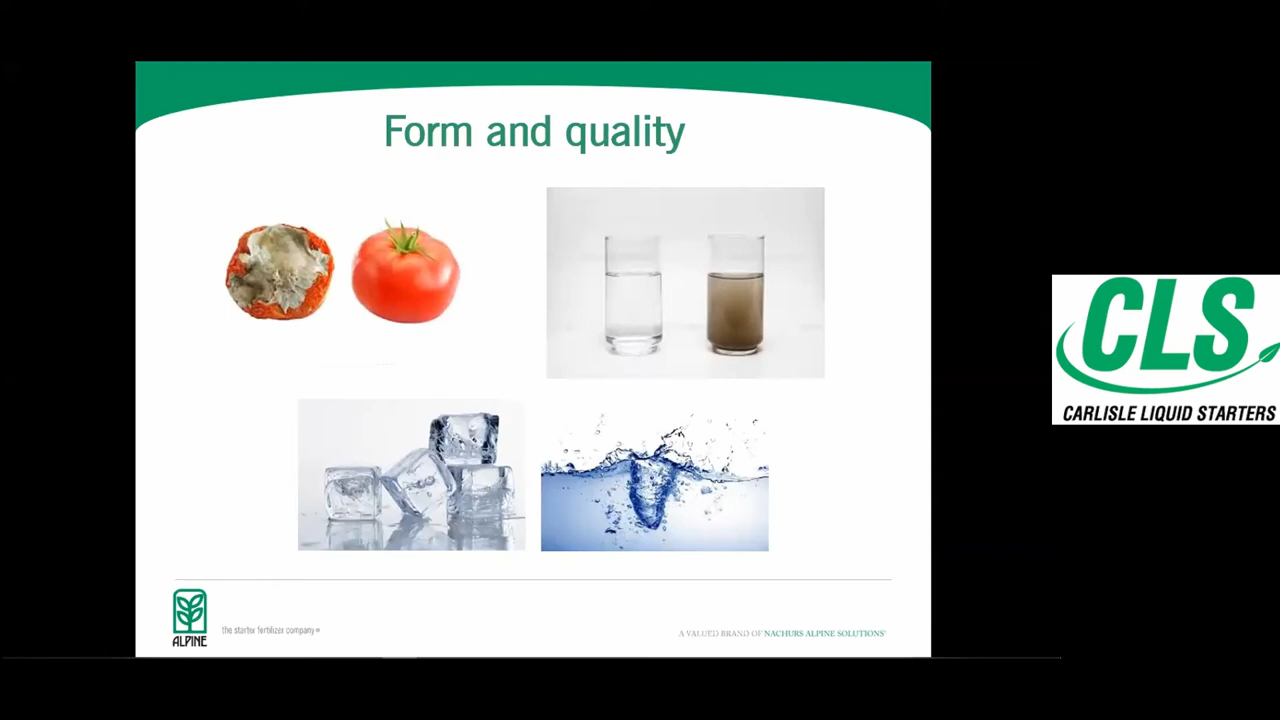 Form and quality
CLS
CARLISLE LIQUID STARTERS
ALPINE
the starter fertilizer company
A VALUED BRAND OF NACHURS ALPINE SOLUTIONS